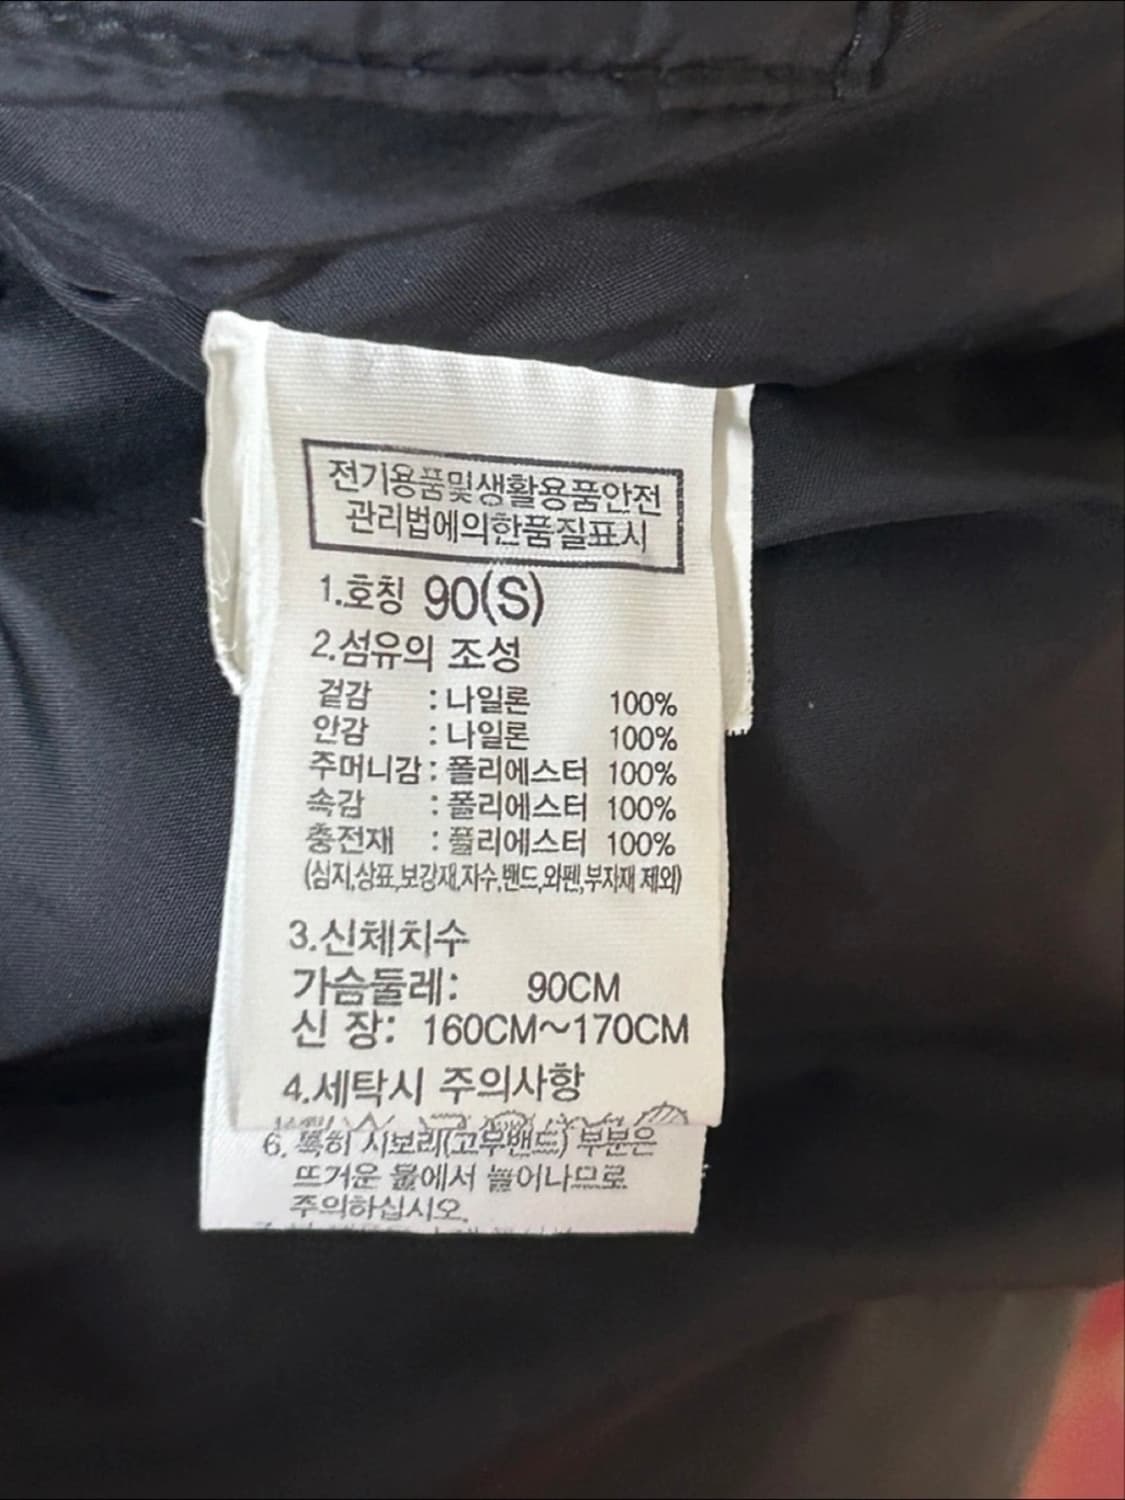 전기용품및생활용품안전
관리법에의한품질표시
1.호칭 90(S)
2.섬유의 조성
겉감 : 나일론 100%
안감 : 나일론 100%
주머니감 : 폴리에스터 100%
속감 : 폴리에스터 100%
충전재 : 폴리에스터 100%
(심지,상표,보강재,자수,밴드,와펜,부자재 제외)
3.신체치수
가슴둘레: 90CM
신 장: 160CM~170CM
4.세탁시 주의사항
6. 특히 시보리(고무밴드) 부분은
뜨거운 물에서 늘어나므로
주의하십시오.